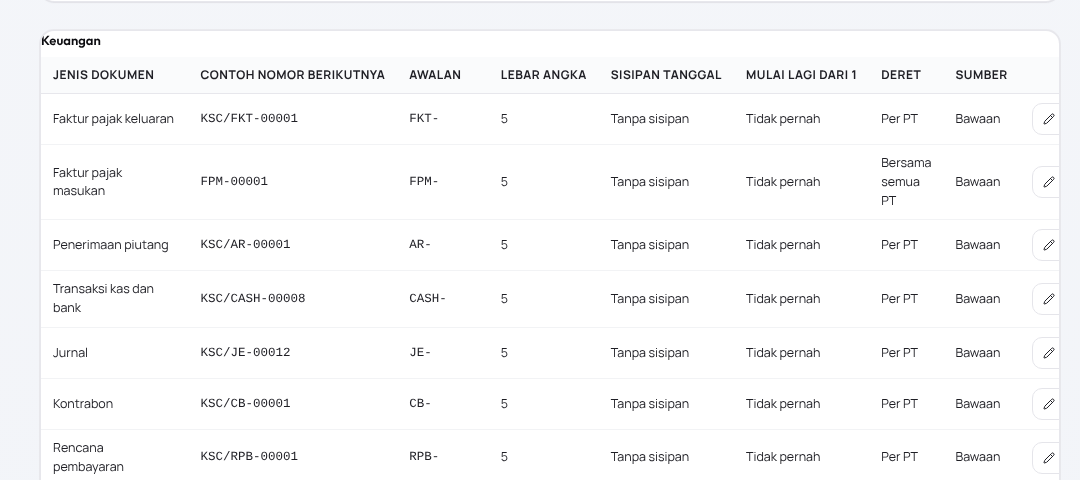 Keuangan
JENIS DOKUMEN CONTOH NOMOR BERIKUTNYA AWALAN LEBAR ANGKA SISIPAN TANGGAL MULAI LAGI DARI 1 DERET SUMBER
Faktur pajak keluaran KSC/FKT-00001 FKT- 5 Tanpa sisipan Tidak pernah Per PT Bawaan
Faktur pajak masukan FPM-00001 FPM- 5 Tanpa sisipan Tidak pernah Bersama semua PT Bawaan
Penerimaan piutang KSC/AR-00001 AR- 5 Tanpa sisipan Tidak pernah Per PT Bawaan
Transaksi kas dan bank KSC/CASH-00008 CASH- 5 Tanpa sisipan Tidak pernah Per PT Bawaan
Jurnal KSC/JE-00012 JE- 5 Tanpa sisipan Tidak pernah Per PT Bawaan
Kontrabon KSC/CB-00001 CB- 5 Tanpa sisipan Tidak pernah Per PT Bawaan
Rencana pembayaran KSC/RPB-00001 RPB- 5 Tanpa sisipan Tidak pernah Per PT Bawaan